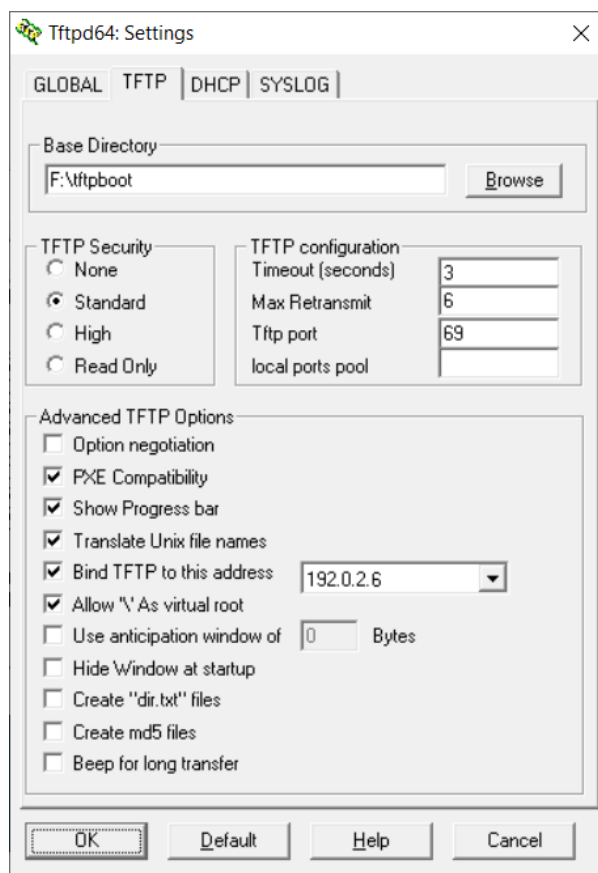 Tftpd64: Settings
GLOBAL TFTP DHCP SYSLOG
Base Directory
F:\tftpboot Browse
TFTP Security
None
Standard
High
Read Only
TFTP configuration
Timeout (seconds) 3
Max Retransmit 6
Tftp port 69
local ports pool
Advanced TFTP Options
Option negotiation
PXE Compatibility
Show Progress bar
Translate Unix file names
Bind TFTP to this address 192.0.2.6
Allow '\' As virtual root
Use anticipation window of 0 Bytes
Hide Window at startup
Create "dir.txt" files
Create md5 files
Beep for long transfer
OK Default Help Cancel